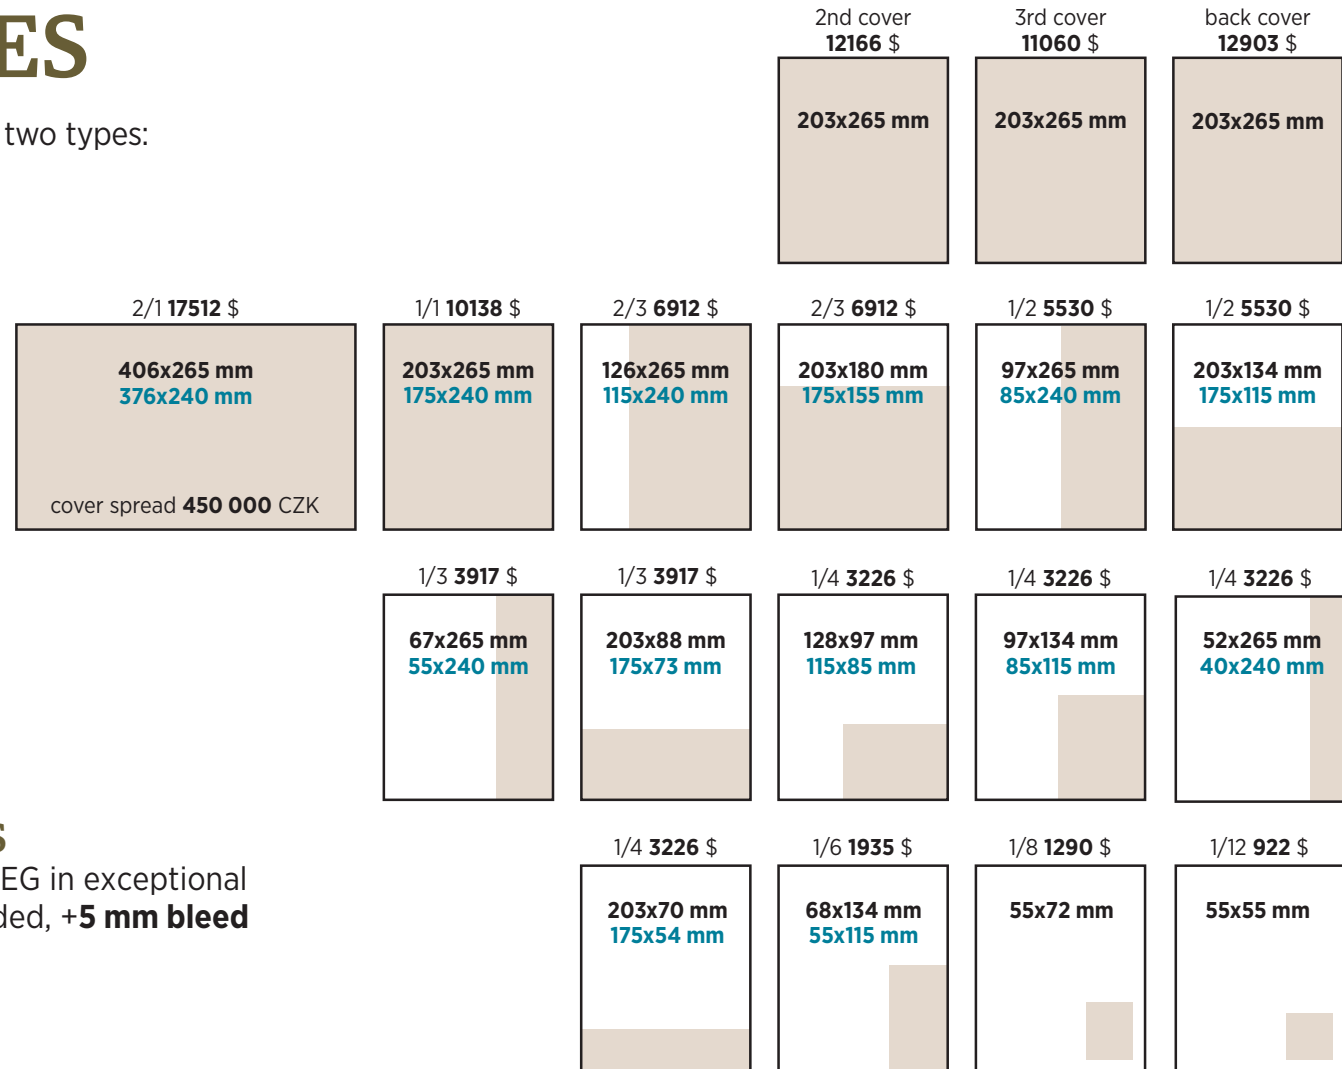 ES
two types:
2nd cover
12166 $
203x265 mm
3rd cover
11060 $
203x265 mm
back cover
12903 $
203x265 mm
2/1 17512 $
406x265 mm
376x240 mm
cover spread 450 000 CZK
1/1 10138 $
203x265 mm
175x240 mm
2/3 6912 $
126x265 mm
115x240 mm
2/3 6912 $
203x180 mm
175x155 mm
1/2 5530 $
97x265 mm
85x240 mm
1/2 5530 $
203x134 mm
175x115 mm
1/3 3917 $
67x265 mm
55x240 mm
1/3 3917 $
203x88 mm
175x73 mm
1/4 3226 $
128x97 mm
115x85 mm
1/4 3226 $
97x134 mm
85x115 mm
1/4 3226 $
52x265 mm
40x240 mm
S
EG in exceptional
ded, +5 mm bleed
1/4 3226 $
203x70 mm
175x54 mm
1/6 1935 $
68x134 mm
55x115 mm
1/8 1290 $
55x72 mm
1/12 922 $
55x55 mm